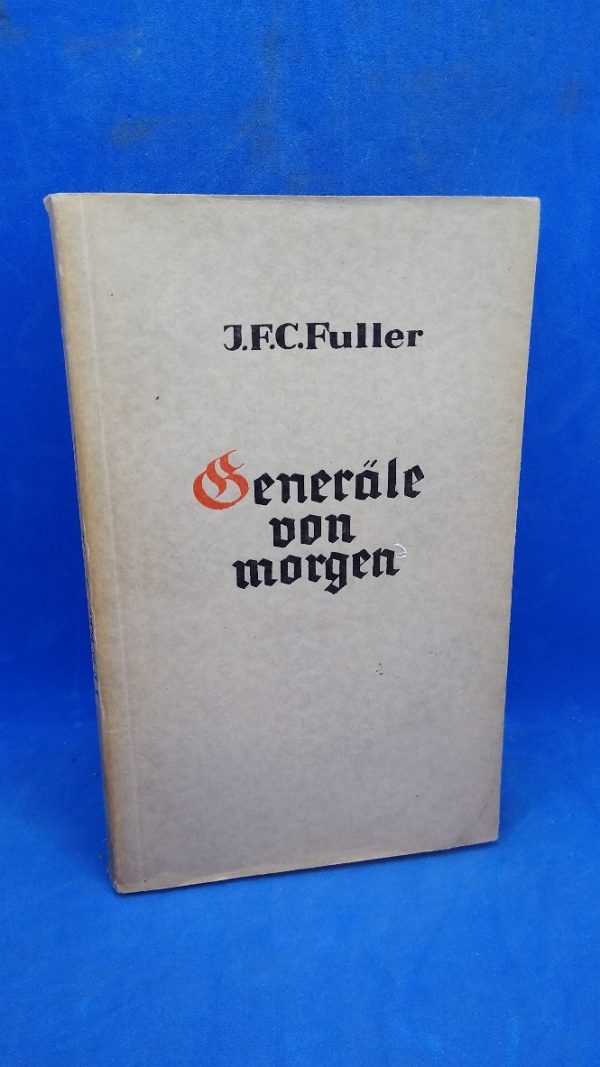 J.F.C.Fuller
Generäle
von
morgen